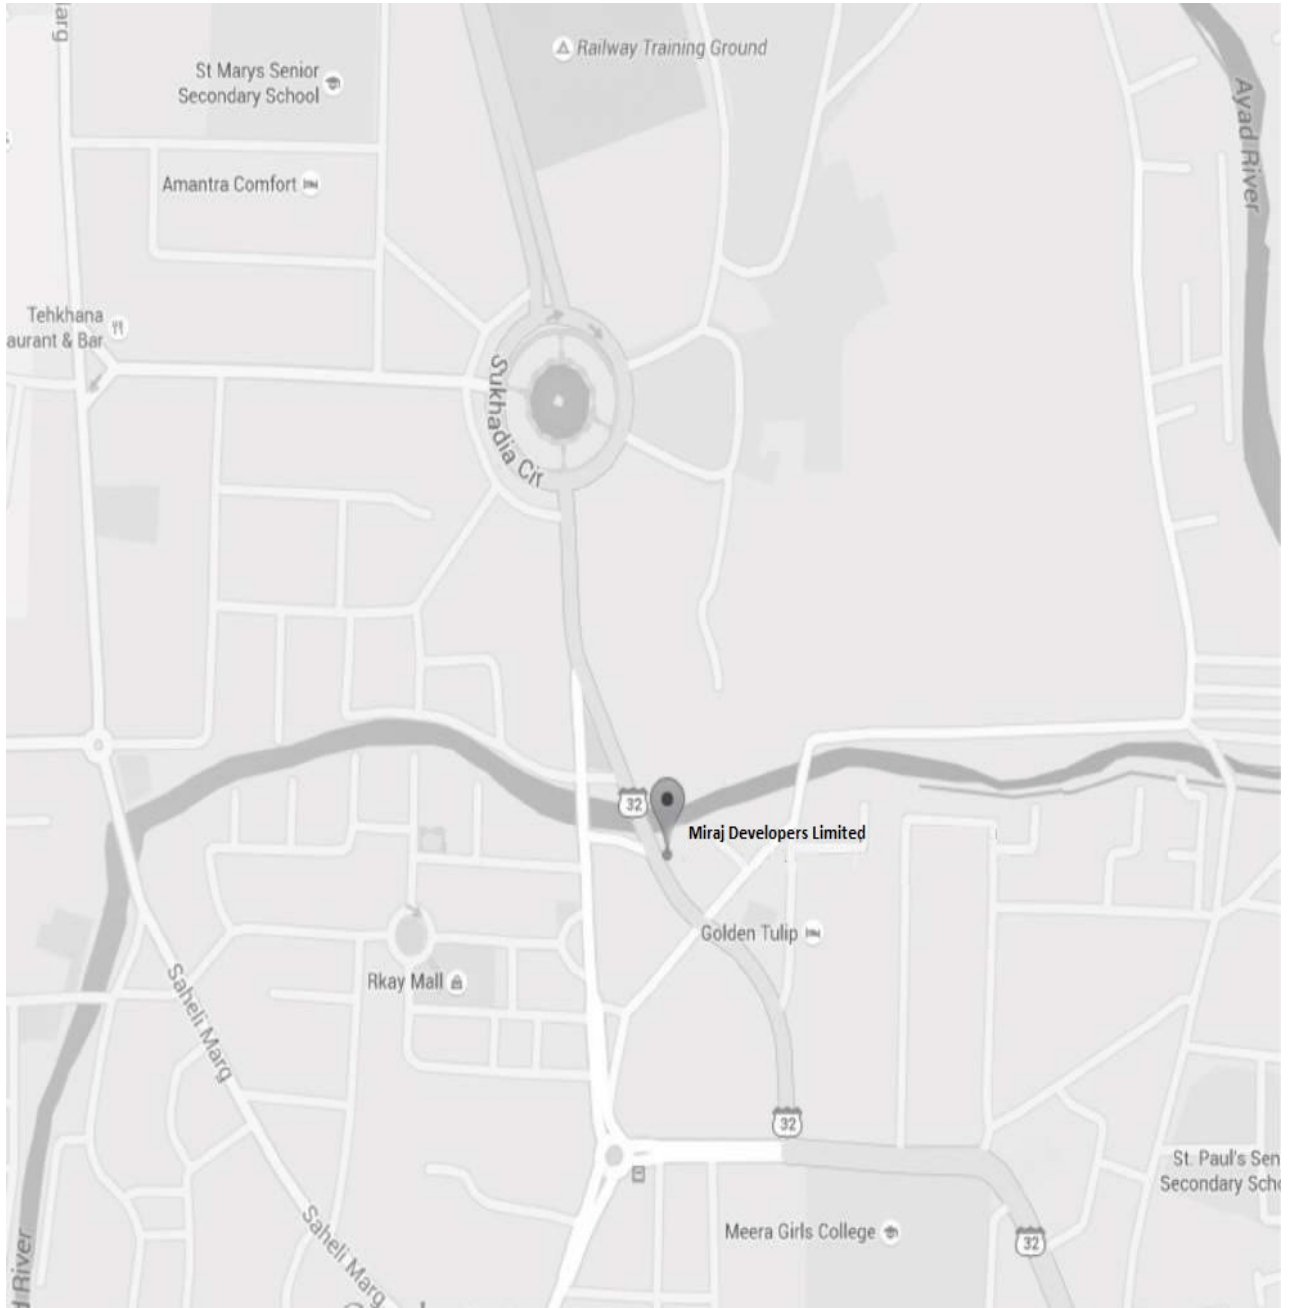 larg
St Marys Senior
Secondary School
Railway Training Ground
Ayad River
Amantra Comfort
Tehkhana
aurant & Bar
Sukhadia Cir
32
Miraj Developers Limited
Golden Tulip
Rkay Mall
Saheli Marg
32
St. Paul's Sen
Secondary Scho
Meera Girls College
32
Saheli Marg
d River